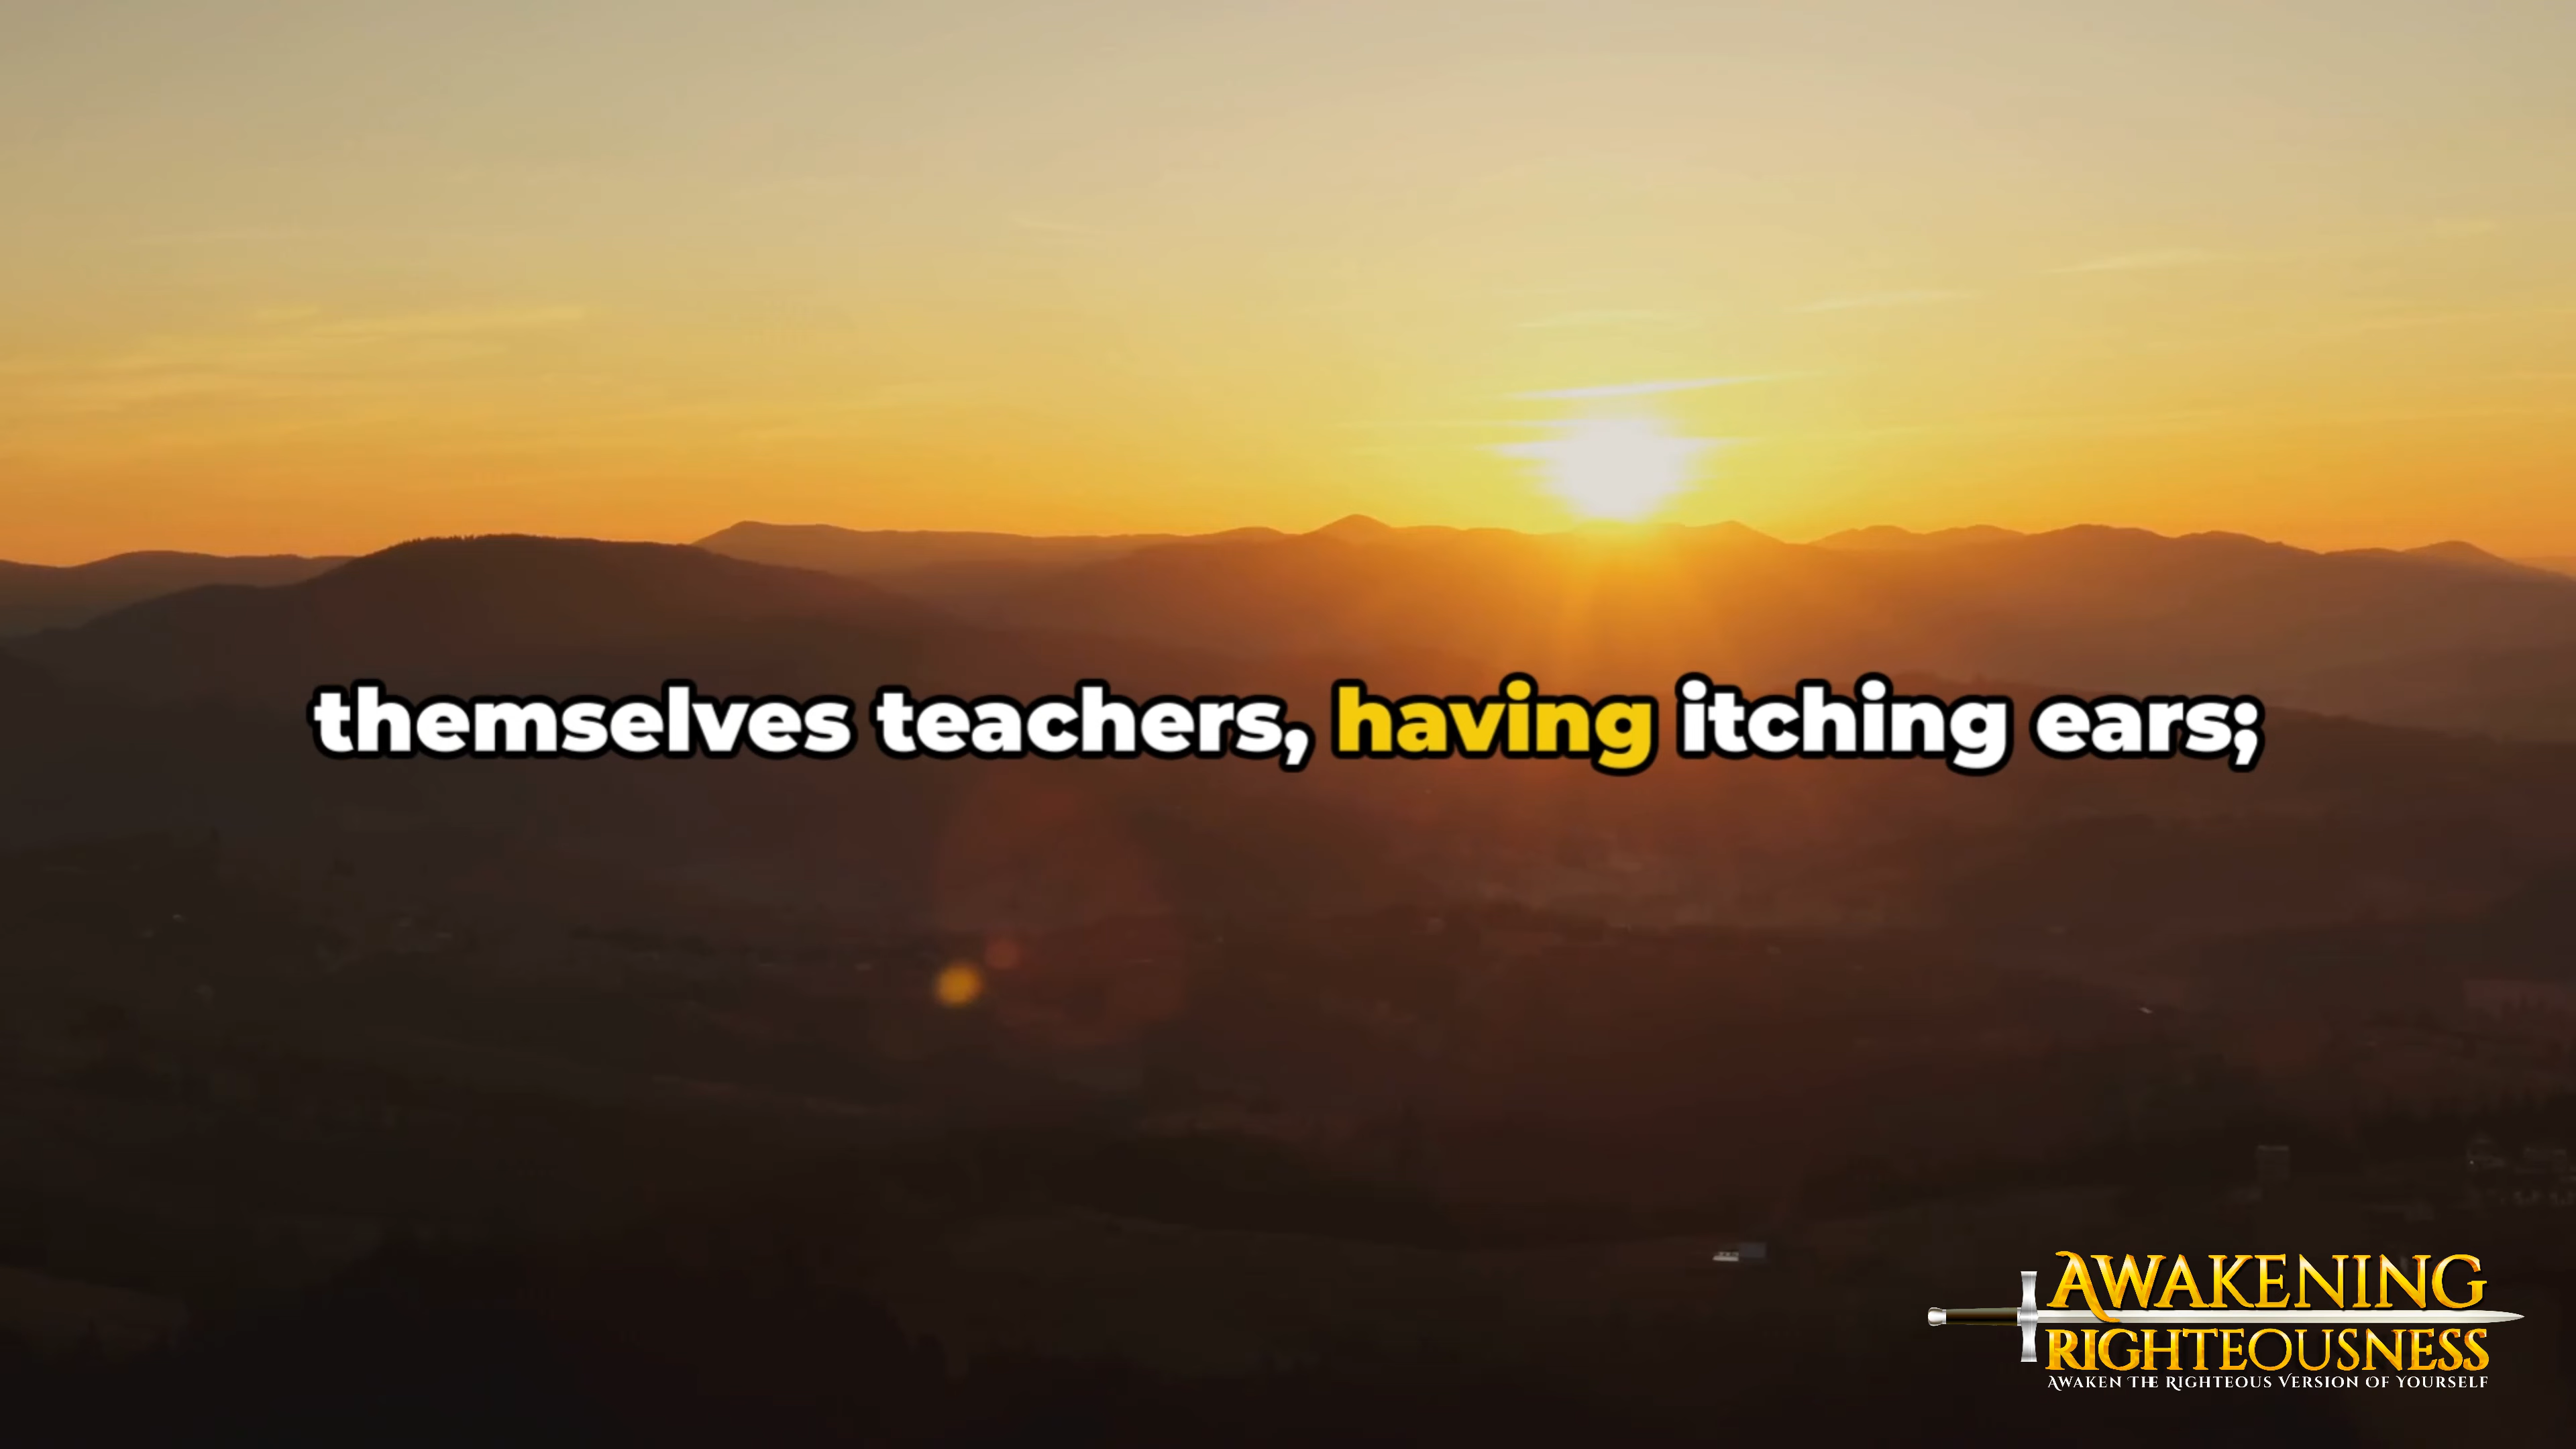 themselves teachers, having itching ears;
AWAKENING
RIGHTEOUSNESS
AWAKEN THE RIGHTEOUS VERSION OF YOURSELF